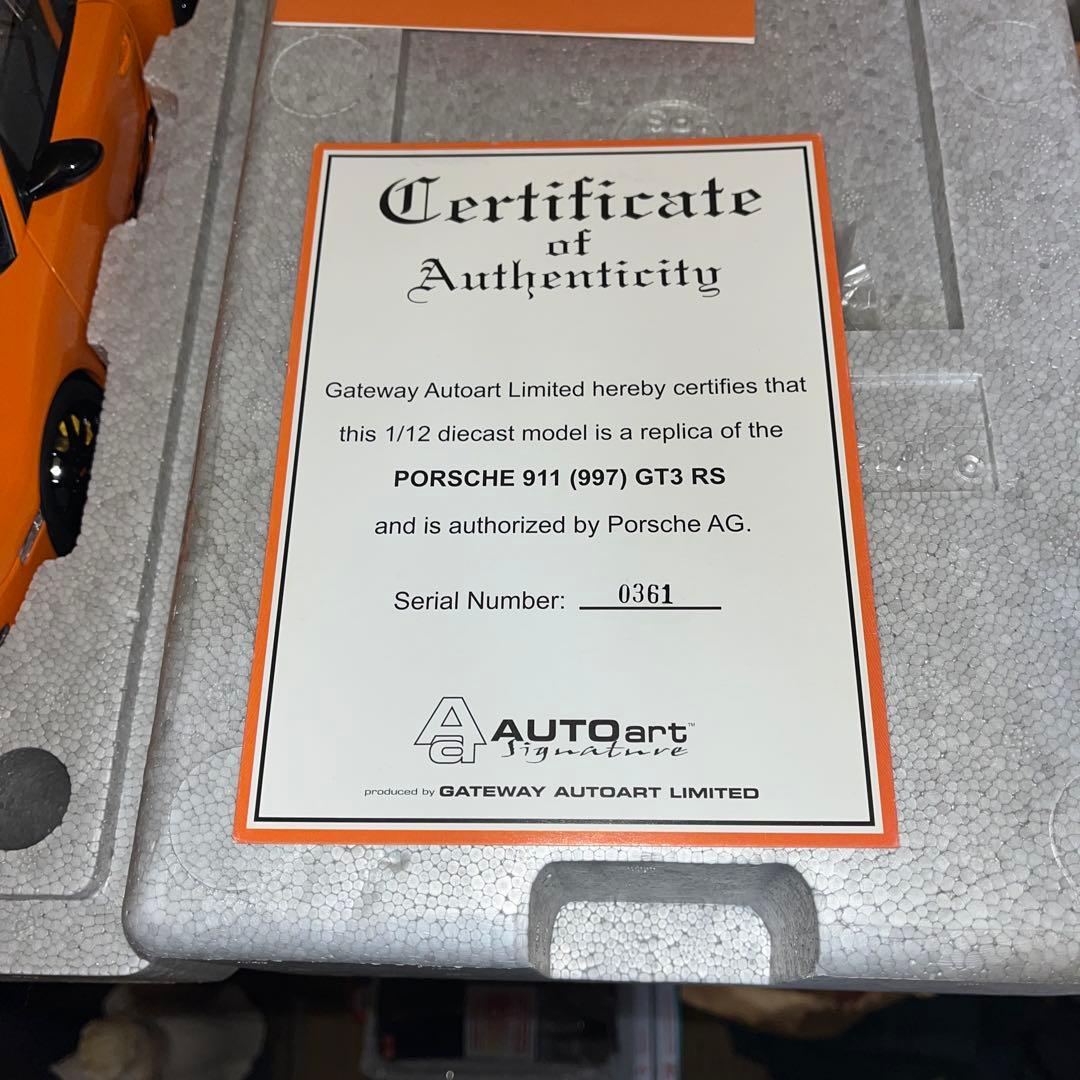 Certificate
of
Authenticity
Gateway Autoart Limited hereby certifies that
this 1/12 diecast model is a replica of the
PORSCHE 911 (997) GT3 RS
and is authorized by Porsche AG.
Serial Number: 0361
Aa AUTOart™
Signature
produced by GATEWAY AUTOART LIMITED